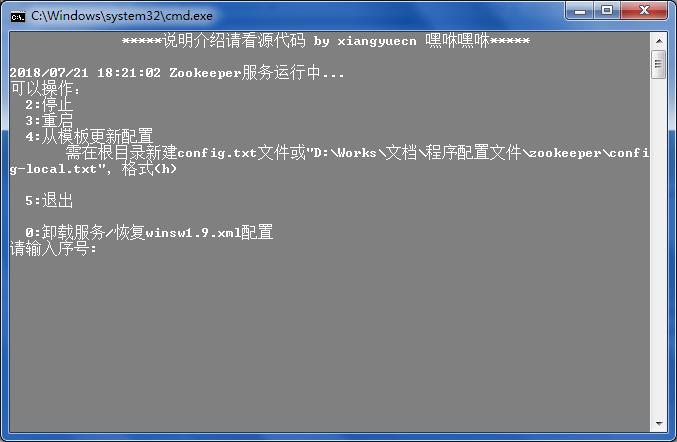 C:\Windows\system32\cmd.exe
*****说明介绍请看源代码 by xiangyuecn 嘿咻嘿咻*****
2018/07/21 18:21:02 Zookeeper服务运行中...
可以操作:
2:停止
3:重启
4:从模板更新配置
需在根目录新建config.txt文件或"D:\Works\文档\程序配置文件\zookeeper\confi
g-local.txt", 格式(h)
5:退出
0:卸载服务/恢复winsw1.9.xml配置
请输入序号: